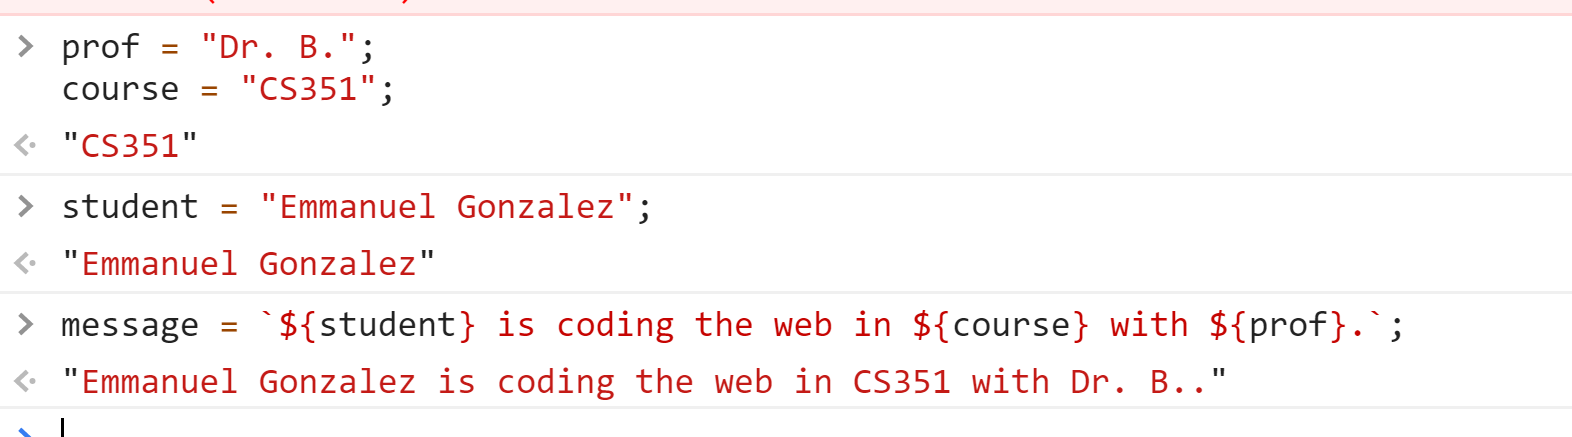 > prof = "Dr. B.";
course = "CS351";
"CS351"
> student = "Emmanuel Gonzalez";
"Emmanuel Gonzalez"
> message = `${student} is coding the web in ${course} with ${prof}.`;
"Emmanuel Gonzalez is coding the web in CS351 with Dr. B.."